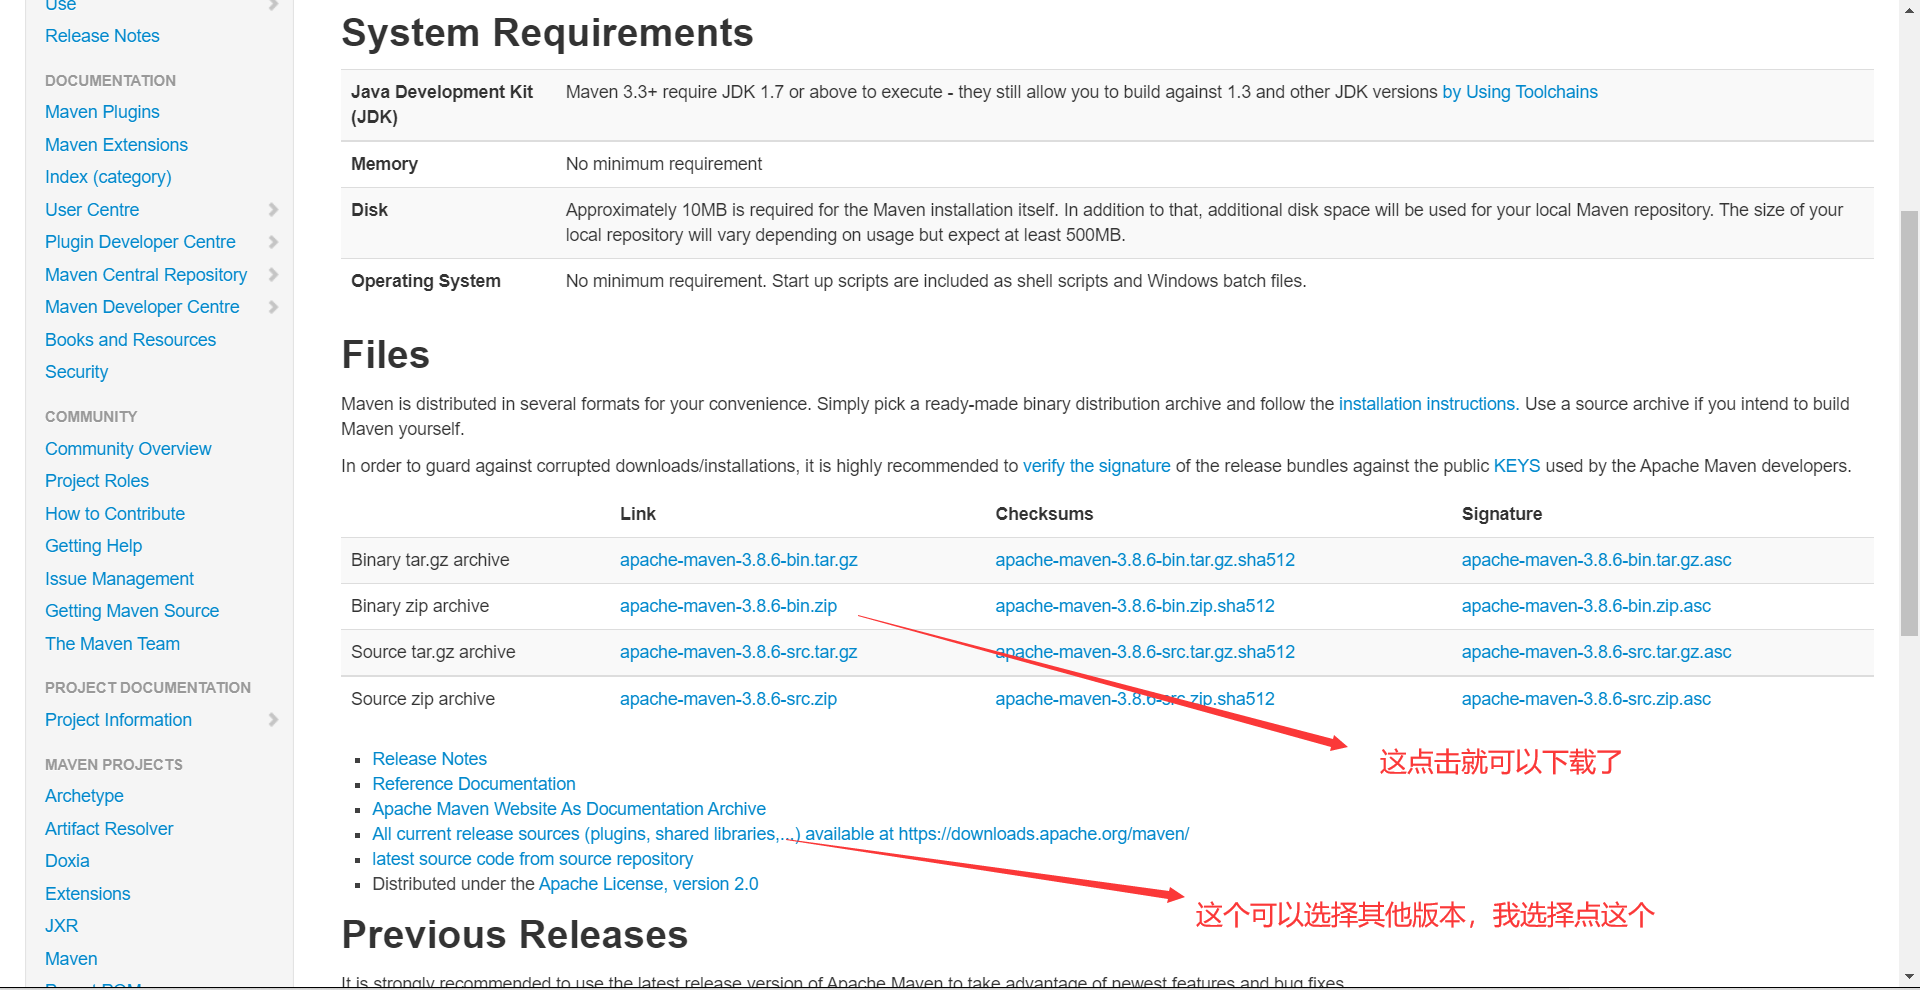 Use
Release Notes
DOCUMENTATION
Maven Plugins
Maven Extensions
Index (category)
User Centre
Plugin Developer Centre
Maven Central Repository
Maven Developer Centre
Books and Resources
Security
COMMUNITY
Community Overview
Project Roles
How to Contribute
Getting Help
Issue Management
Getting Maven Source
The Maven Team
PROJECT DOCUMENTATION
Project Information
MAVEN PROJECTS
Archetype
Artifact Resolver
Doxia
Extensions
JXR
Maven
Parent POM
System Requirements
Java Development Kit (JDK)
Maven 3.3+ require JDK 1.7 or above to execute - they still allow you to build against 1.3 and other JDK versions by Using Toolchains
Memory
No minimum requirement
Disk
Approximately 10MB is required for the Maven installation itself. In addition to that, additional disk space will be used for your local Maven repository. The size of your
local repository will vary depending on usage but expect at least 500MB.
Operating System
No minimum requirement. Start up scripts are included as shell scripts and Windows batch files.
Files
Maven is distributed in several formats for your convenience. Simply pick a ready-made binary distribution archive and follow the installation instructions. Use a source archive if you intend to build
Maven yourself.
In order to guard against corrupted downloads/installations, it is highly recommended to verify the signature of the release bundles against the public KEYS used by the Apache Maven developers.
Link Checksums Signature
Binary tar.gz archive apache-maven-3.8.6-bin.tar.gz apache-maven-3.8.6-bin.tar.gz.sha512 apache-maven-3.8.6-bin.tar.gz.asc
Binary zip archive apache-maven-3.8.6-bin.zip apache-maven-3.8.6-bin.zip.sha512 apache-maven-3.8.6-bin.zip.asc
Source tar.gz archive apache-maven-3.8.6-src.tar.gz apache-maven-3.8.6-src.tar.gz.sha512 apache-maven-3.8.6-src.tar.gz.asc
Source zip archive apache-maven-3.8.6-src.zip apache-maven-3.8.6-src.zip.sha512 apache-maven-3.8.6-src.zip.asc
这点击就可以下载了
Release Notes
Reference Documentation
Apache Maven Website As Documentation Archive
All current release sources (plugins, shared libraries,...) available at https://downloads.apache.org/maven/
latest source code from source repository
Distributed under the Apache License, version 2.0
这个可以选择其他版本，我选择点这个
Previous Releases
It is strongly recommended to use the latest release version of Apache Maven to take advantage of newest features and bug fixes.